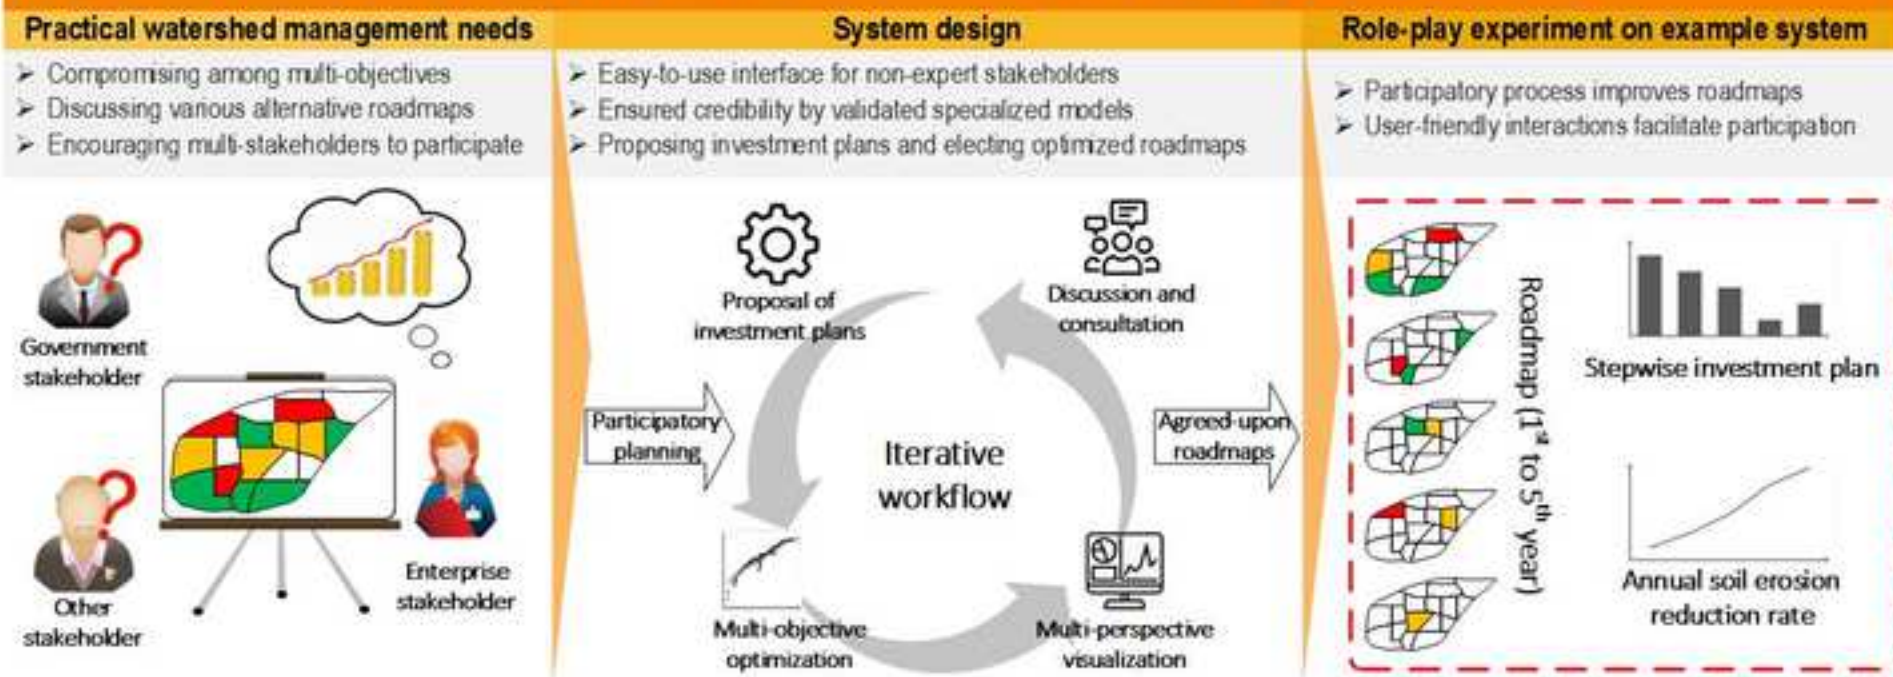 Practical watershed management needs
➢ Compromising among multi-objectives
➢ Discussing various alternative roadmaps
➢ Encouraging multi-stakeholders to participate
Government
stakeholder
Other
stakeholder
Enterprise
stakeholder
System design
➢ Easy-to-use interface for non-expert stakeholders
➢ Ensured credibility by validated specialized models
➢ Proposing investment plans and electing optimized roadmaps
Participatory
planning
Proposal of
investment plans
Discussion and
consultation
Iterative
workflow
Multi-objective
optimization
Multi-perspective
visualization
Agreed-upon
roadmaps
Role-play experiment on example system
➢ Participatory process improves roadmaps
➢ User-friendly interactions facilitate participation
Roadmap (1st to 5th year)
Stepwise investment plan
Annual soil erosion
reduction rate